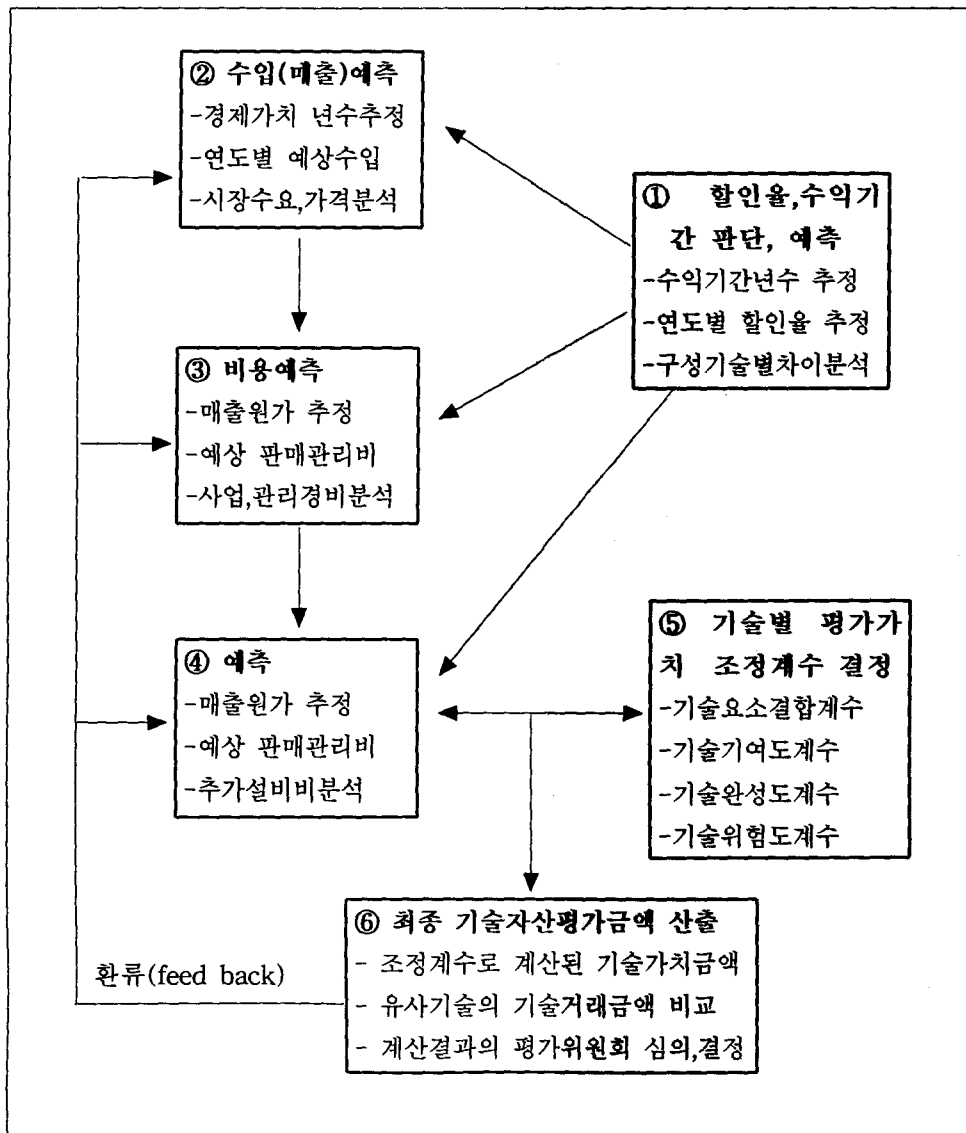 ② 수입(매출)예측
-경제가치 년수추정
-연도별 예상수입
-시장수요,가격분석
① 할인율,수익기
간 판단, 예측
-수익기간년수 추정
-연도별 할인율 추정
-구성기술별차이분석
③ 비용예측
-매출원가 추정
-예상 판매관리비
-사업,관리경비분석
④ 예측
-매출원가 추정
-예상 판매관리비
-추가설비비분석
⑤ 기술별 평가가
치 조정계수 결정
-기술요소결합계수
-기술기여도계수
-기술완성도계수
-기술위험도계수
⑥ 최종 기술자산평가금액 산출
- 조정계수로 계산된 기술가치금액
- 유사기술의 기술거래금액 비교
- 계산결과의 평가위원회 심의,결정
환류(feed back)